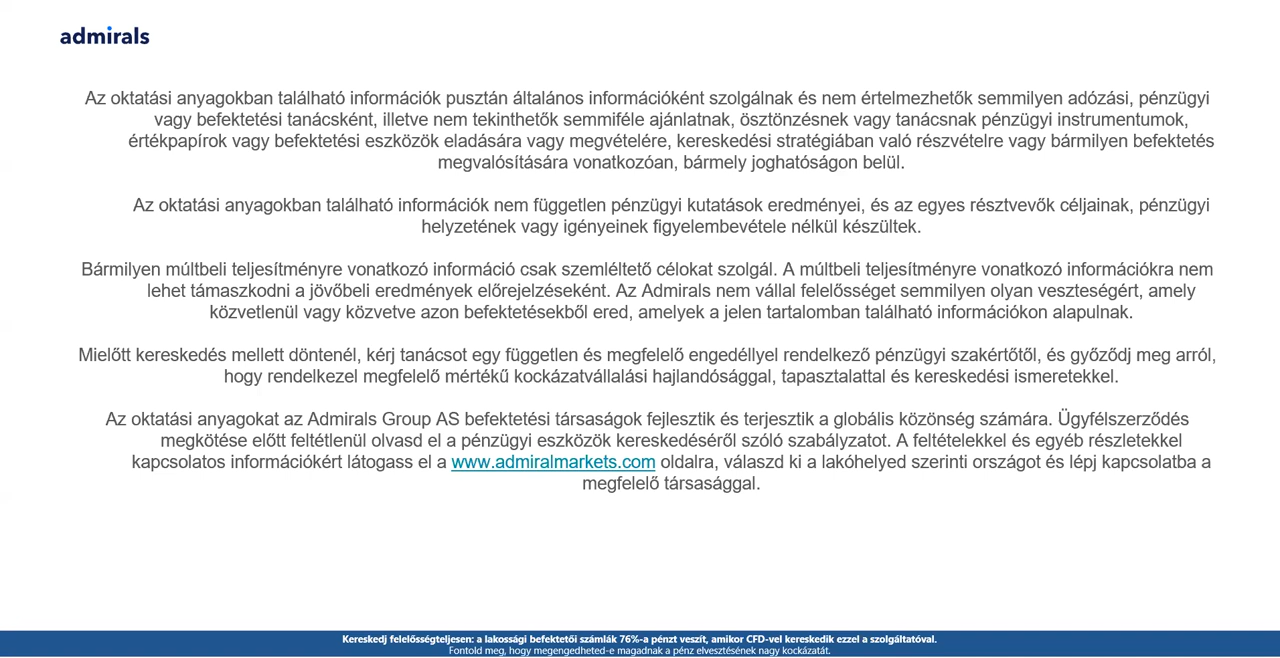 admirals
Az oktatási anyagokban található információk pusztán általános információként szolgálnak és nem értelmezhetők semmilyen adózási, pénzügyi
vagy befektetési tanácsként, illetve nem tekinthetők semmiféle ajánlatnak, ösztönzésnek vagy tanácsnak pénzügyi instrumentumok,
értékpapírok vagy befektetési eszközök eladására vagy megvételére, kereskedési stratégiában való részvételre vagy bármilyen befektetés
megvalósítására vonatkozóan, bármely joghatóságon belül.
Az oktatási anyagokban található információk nem független pénzügyi kutatások eredményei, és az egyes résztvevők céljainak, pénzügyi
helyzetének vagy igényeinek figyelembevétele nélkül készültek.
Bármilyen múltbeli teljesítményre vonatkozó információ csak szemléltető célokat szolgál. A múltbeli teljesítményre vonatkozó információkra nem
lehet támaszkodni a jövőbeli eredmények előrejelzéseként. Az Admirals nem vállal felelősséget semmilyen olyan veszteségért, amely
közvetlenül vagy közvetve azon befektetésekből ered, amelyek a jelen tartalomban található információkon alapulnak.
Mielőtt kereskedés mellett döntenél, kérj tanácsot egy független és megfelelő engedéllyel rendelkező pénzügyi szakértőtől, és győződj meg arról,
hogy rendelkezel megfelelő mértékű kockázatvállalási hajlandósággal, tapasztalattal és kereskedési ismeretekkel.
Az oktatási anyagokat az Admirals Group AS befektetési társaságok fejlesztik és terjesztik a globális közönség számára. Ügyfélszerződés
megkötése előtt feltétlenül olvasd el a pénzügyi eszközök kereskedéséről szóló szabályzatot. A feltételekkel és egyéb részletekkel
kapcsolatos információkért látogass el a www.admiralmarkets.com oldalra, válaszd ki a lakóhelyed szerinti országot és lépj kapcsolatba a
megfelelő társasággal.
Kereskedj felelősségteljesen: a lakossági befektetői számlák 76%-a pénzt veszít, amikor CFD-vel kereskedik ezzel a szolgáltatóval.
Fontold meg, hogy megengedheted-e magadnak a pénz elvesztésének nagy kockázatát.